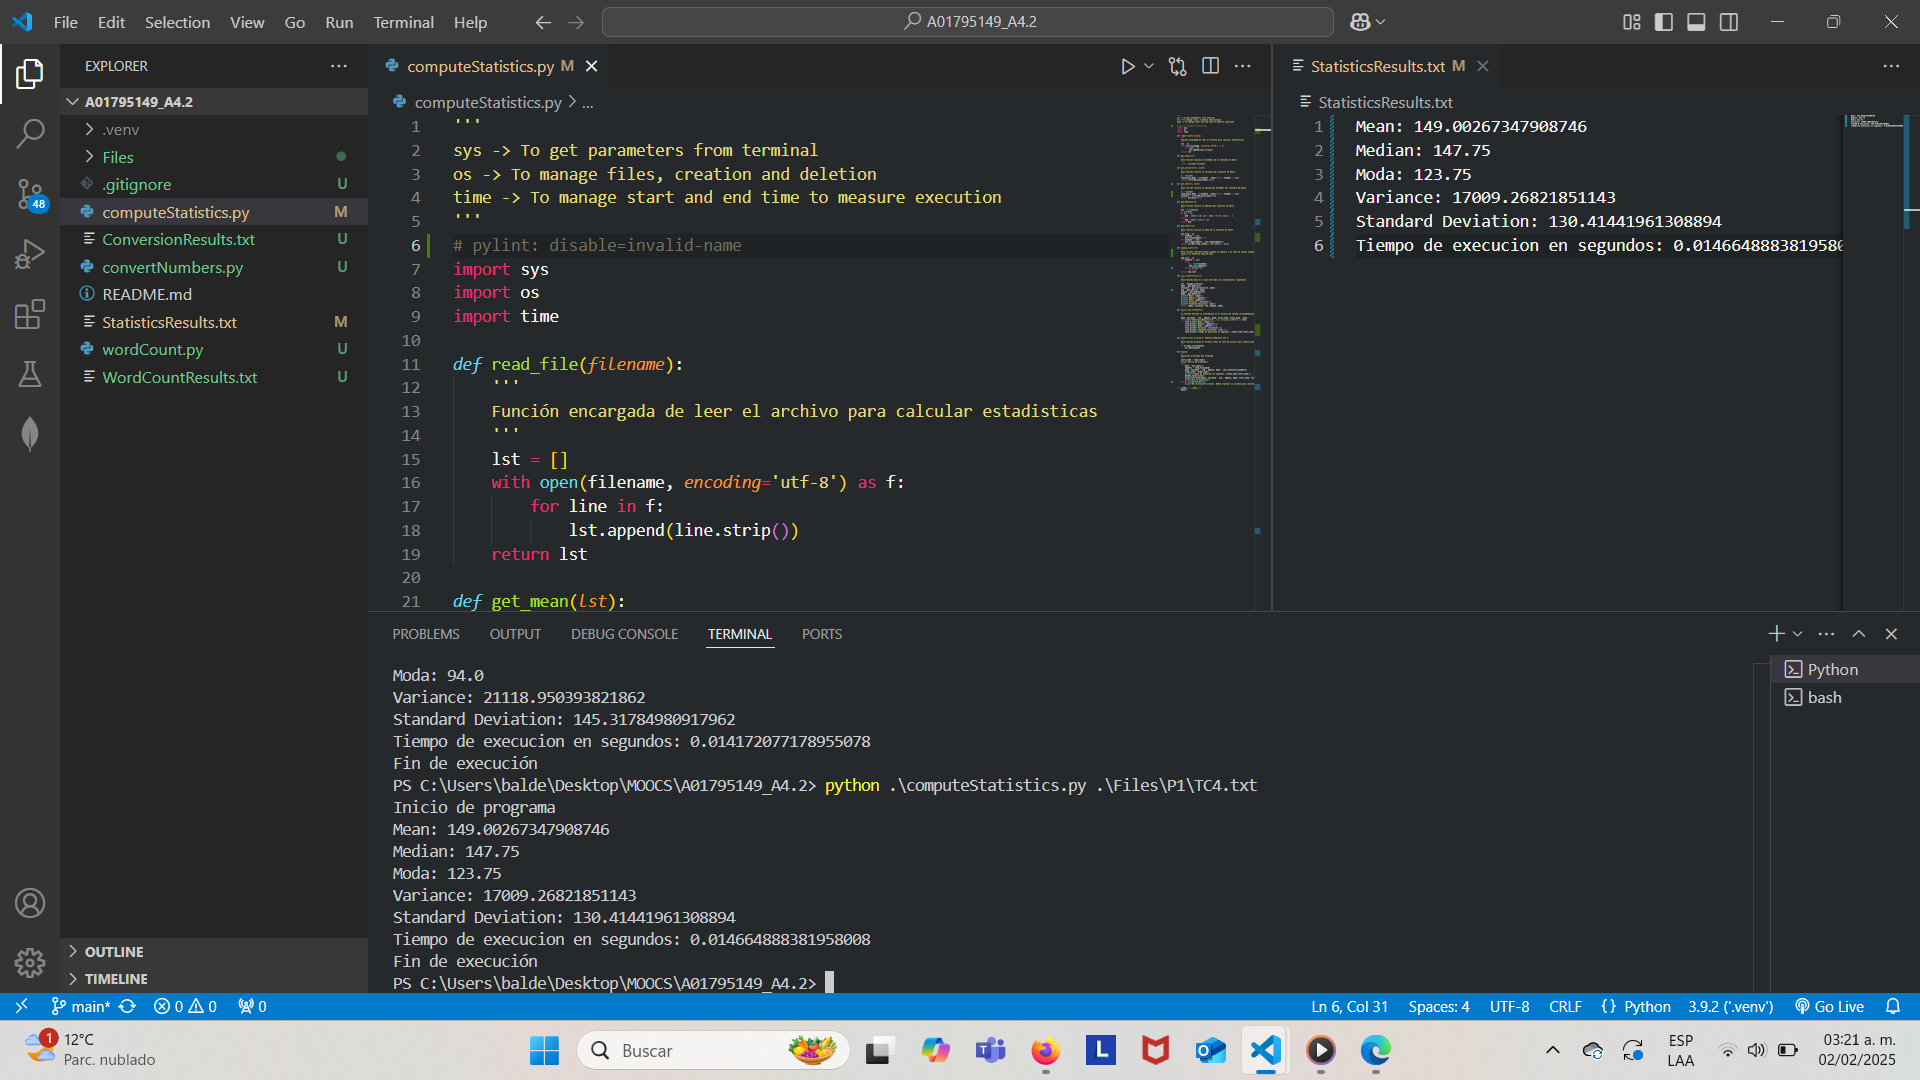 File Edit Selection View Go Run Terminal Help
A01795149_A4.2
EXPLORER
A01795149_A4.2
.venv
Files
.gitignore U
computeStatistics.py M
ConversionResults.txt U
convertNumbers.py U
README.md
StatisticsResults.txt M
wordCount.py U
WordCountResults.txt U
48
OUTLINE
TIMELINE
computeStatistics.py M
computeStatistics.py > ...
1 '''
2 sys -> To get parameters from terminal
3 os -> To manage files, creation and deletion
4 time -> To manage start and end time to measure execution
5 '''
6 # pylint: disable=invalid-name
7 import sys
8 import os
9 import time
10
11 def read_file(filename):
12 '''
13 Función encargada de leer el archivo para calcular estadisticas
14 '''
15 lst = []
16 with open(filename, encoding='utf-8') as f:
17 for line in f:
18 lst.append(line.strip())
19 return lst
20
21 def get_mean(lst):
StatisticsResults.txt M
StatisticsResults.txt
1 Mean: 149.00267347908746
2 Median: 147.75
3 Moda: 123.75
4 Variance: 17009.26821851143
5 Standard Deviation: 130.41441961308894
6 Tiempo de execucion en segundos: 0.0146648883819580
PROBLEMS OUTPUT DEBUG CONSOLE TERMINAL PORTS
Moda: 94.0
Variance: 21118.950393821862
Standard Deviation: 145.31784980917962
Tiempo de execucion en segundos: 0.014172077178955078
Fin de execución
PS C:\Users\balde\Desktop\MOOCS\A01795149_A4.2> python .\computeStatistics.py .\Files\P1\TC4.txt
Inicio de programa
Mean: 149.00267347908746
Median: 147.75
Moda: 123.75
Variance: 17009.26821851143
Standard Deviation: 130.41441961308894
Tiempo de execucion en segundos: 0.014664888381958008
Fin de execución
PS C:\Users\balde\Desktop\MOOCS\A01795149_A4.2>
Python
bash
main* 0 0 0
Ln 6, Col 31 Spaces: 4 UTF-8 CRLF {} Python 3.9.2 ('.venv') Go Live
1
12°C
Parc. nublado
Buscar
L
ESP
LAA
03:21 a. m.
02/02/2025